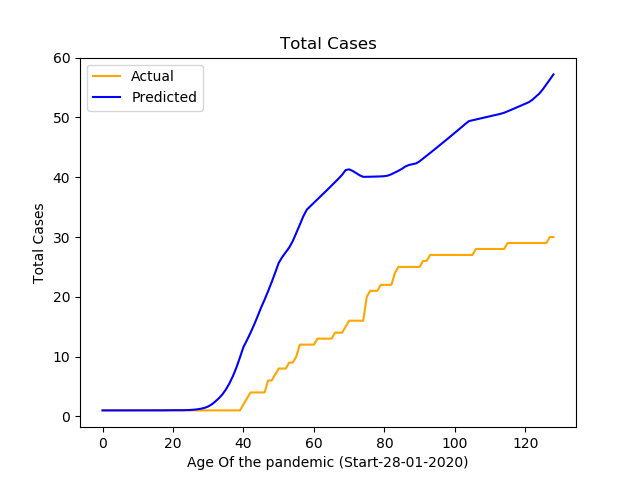 Total Cases
60
50
40
30
20
10
0
Total Cases
Actual
Predicted
0 20 40 60 80 100 120
Age Of the pandemic (Start-28-01-2020)